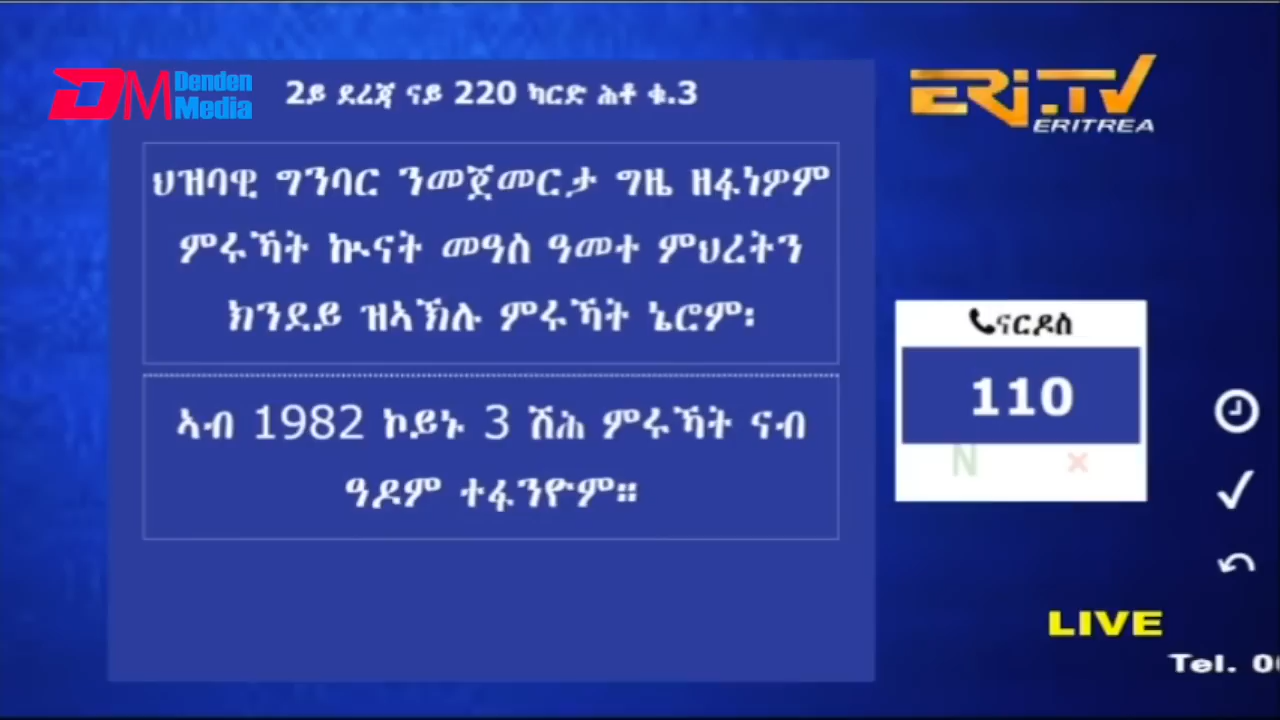 DM Denden Media
2ይ ደረጃ ናይ 220 ካርድ ሕቶ ቁ.3
ERi.TV
ERITREA
ህዝባዊ ግንባር ንመጀመርታ ግዜ ዘፋነዎም
ምሩኻት ኲናት መዓስ ዓመተ ምህረትን
ክንደይ ዝኣኽሉ ምሩኻት ኔሮም፡
ናርዶስ
110
N ×
ኣብ 1982 ኮይኑ 3 ሽሕ ምሩኻት ናብ
ዓዶም ተፋንዮም።
LIVE
Tel. 0